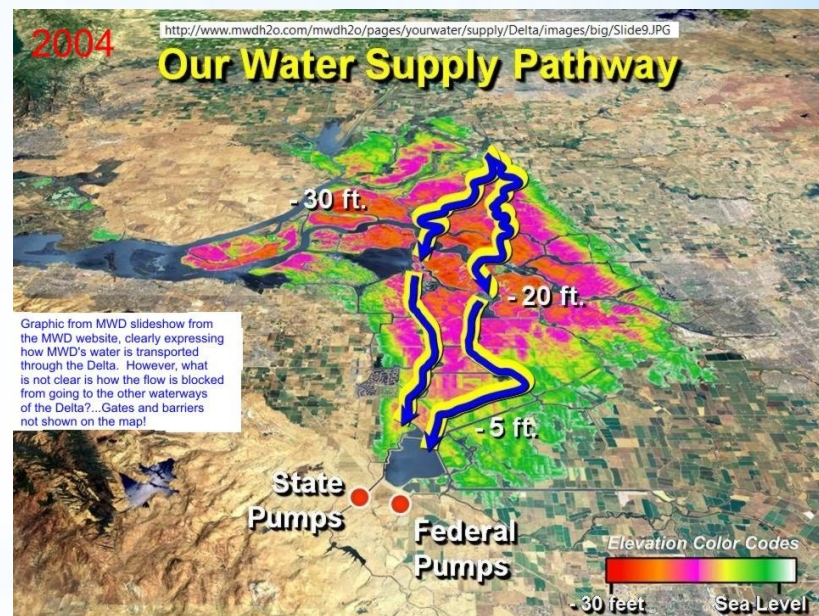 2004
http://www.mwdh2o.com/mwdh2o/pages/yourwater/supply/Delta/images/big/Slide9.JPG
Our Water Supply Pathway
- 30 ft.
- 20 ft.
Graphic from MWD slideshow from
the MWD website, clearly expressing
how MWD's water is transported
through the Delta. However, what
is not clear is how the flow is blocked
from going to the other waterways
of the Delta?...Gates and barriers
not shown on the map!
- 5 ft.
State
Pumps
Federal
Pumps
Elevation Color Codes
- 30 feet
Sea Level